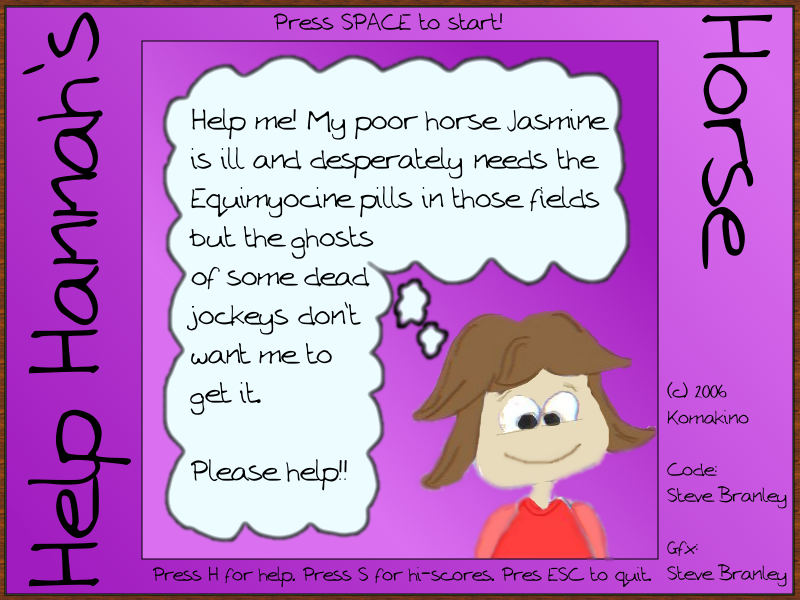 Press SPACE to start!
Help Hannah's
Horse
Help me! My poor horse Jasmine
is ill and desperately needs the
Equimyocine pills in those fields
but the ghosts
of some dead
jockeys don't
want me to
get it.
Please help!!
(c) 2006
Komakino
Code:
Steve Branley
Gfx:
Steve Branley
Press H for help. Press S for hi-scores. Pres ESC to quit.